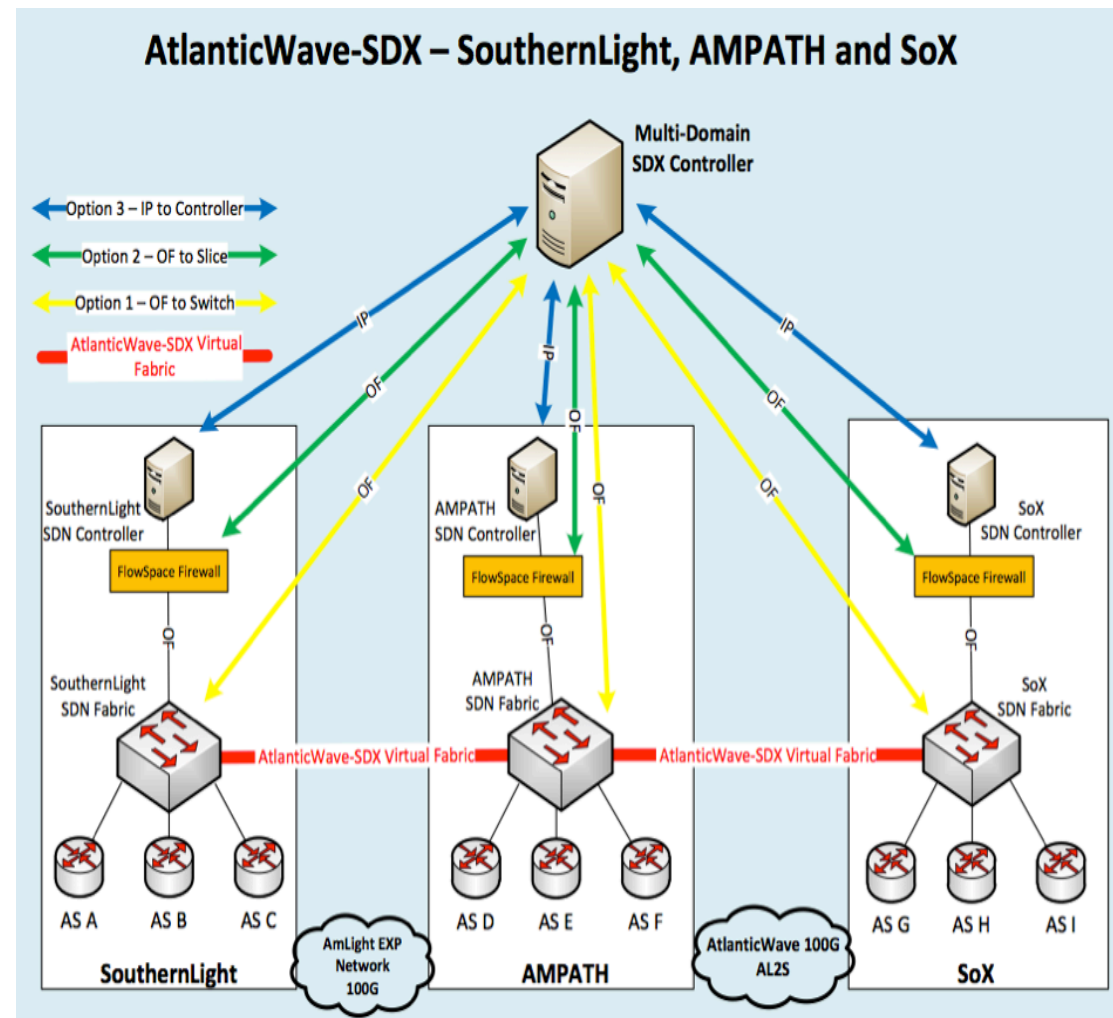 AtlanticWave-SDX – SouthernLight, AMPATH and SoX
Multi-Domain
SDX Controller
Option 3 – IP to Controller
Option 2 – OF to Slice
Option 1 – OF to Switch
AtlanticWave-SDX Virtual
Fabric
IP
IP
IP
OF
OF
OF
OF
OF
OF
SouthernLight
SDN Controller
FlowSpace Firewall
OF
SouthernLight
SDN Fabric
AMPATH
SDN Controller
FlowSpace Firewall
OF
AMPATH
SDN Fabric
SoX
SDN Controller
FlowSpace Firewall
OF
SoX
SDN Fabric
AtlanticWave-SDX Virtual Fabric
AtlanticWave-SDX Virtual Fabric
AS A
AS B
AS C
AS D
AS E
AS F
AS G
AS H
AS I
SouthernLight
AmLight EXP
Network
100G
AMPATH
AtlanticWave 100G
AL2S
SoX